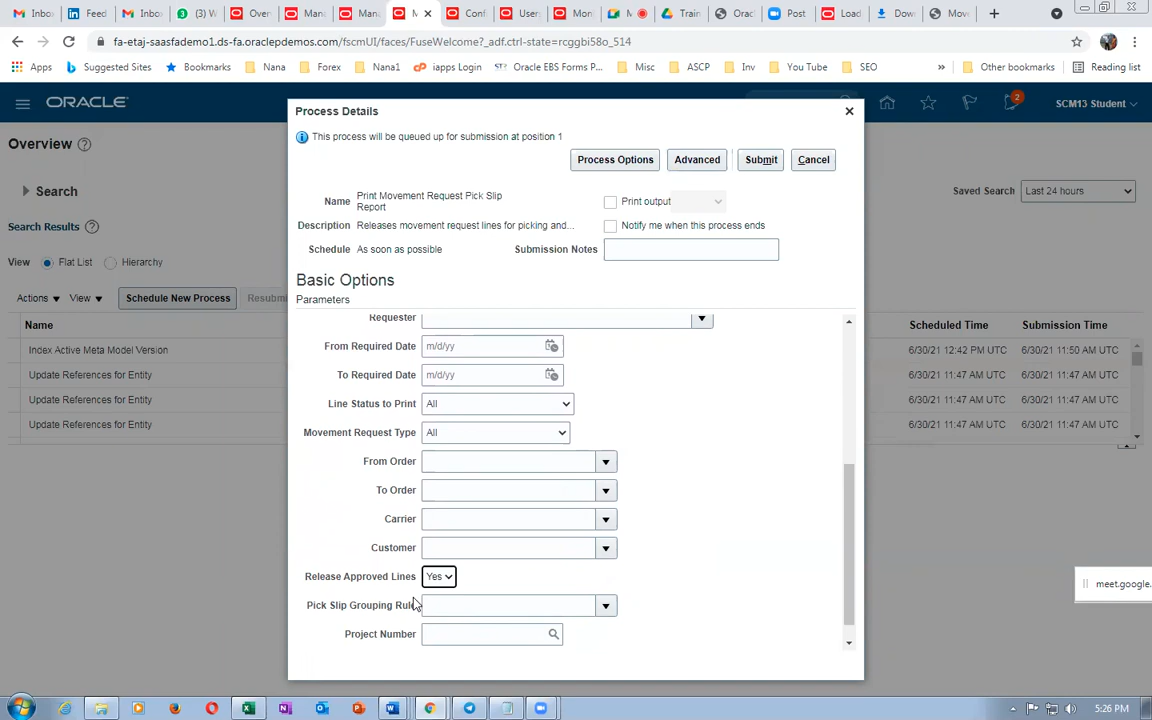 Inbo
Feed
Inbo
(3) W
Over
Mana
Mana
M
Conf
User
Mon
M
Train
Orac
Post
Load
Dow
Move
fa-etaj-saasfademo1.ds-fa.oraclepdemos.com/fscmUI/faces/FuseWelcome?_adf.ctrl-state=rcggbi58o_514
Apps
Suggested Sites
Bookmarks
Nana
Forex
Nana1
iapps Login
Oracle EBS Forms P...
Misc
ASCP
Inv
You Tube
SEO
»
Other bookmarks
Reading list
ORACLE
2
SCM13 Student
Overview
Search
Saved Search
Last 24 hours
Search Results
View
Flat List
Hierarchy
Actions
View
Schedule New Process
Resubm
Name
Scheduled Time
Submission Time
Index Active Meta Model Version
6/30/21 12:42 PM UTC
6/30/21 11:50 AM UTC
Update References for Entity
6/30/21 11:47 AM UTC
6/30/21 11:47 AM UTC
Update References for Entity
6/30/21 11:47 AM UTC
6/30/21 11:47 AM UTC
Update References for Entity
6/30/21 11:47 AM UTC
6/30/21 11:47 AM UTC
Process Details
This process will be queued up for submission at position 1
Process Options
Advanced
Submit
Cancel
Name
Print Movement Request Pick Slip
Report
Print output
Description
Releases movement request lines for picking and...
Notify me when this process ends
Schedule
As soon as possible
Submission Notes
Basic Options
Parameters
Requester
From Required Date
m/d/yy
To Required Date
m/d/yy
Line Status to Print
All
Movement Request Type
All
From Order
To Order
Carrier
Customer
Release Approved Lines
Yes
Pick Slip Grouping Rule
Project Number
meet.google.
5:26 PM